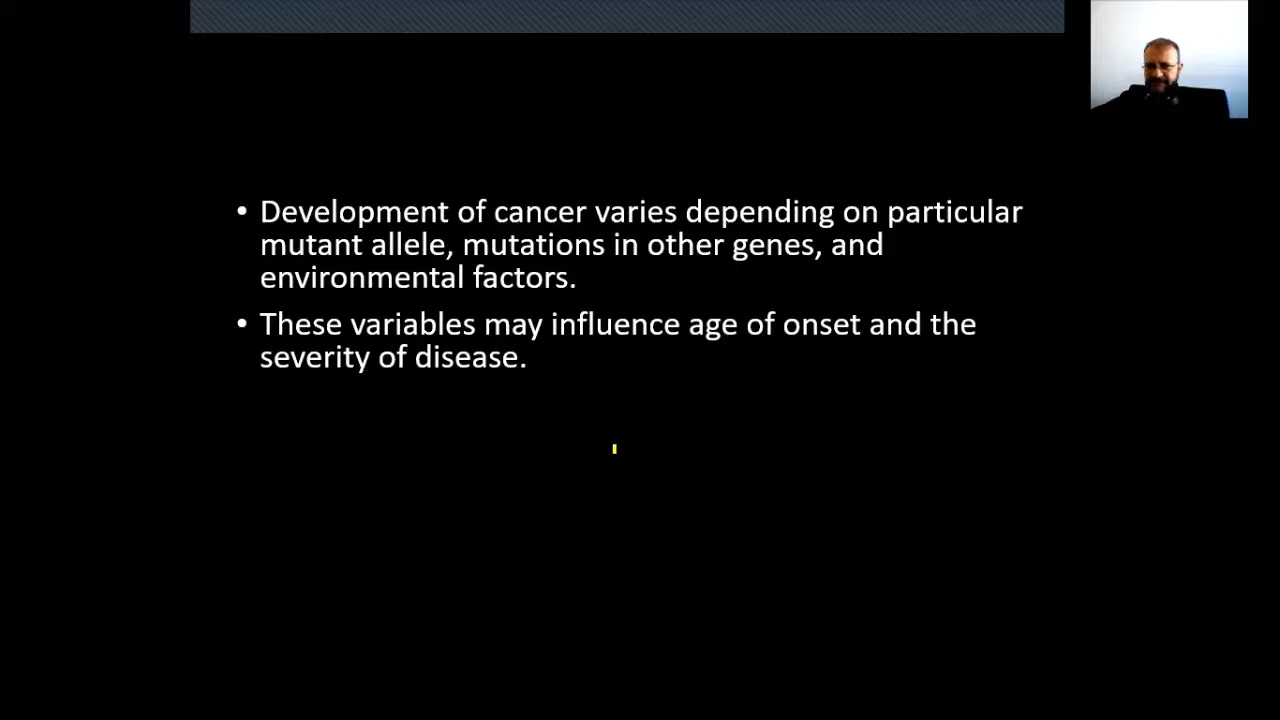 • Development of cancer varies depending on particular
mutant allele, mutations in other genes, and
environmental factors.
• These variables may influence age of onset and the
severity of disease.